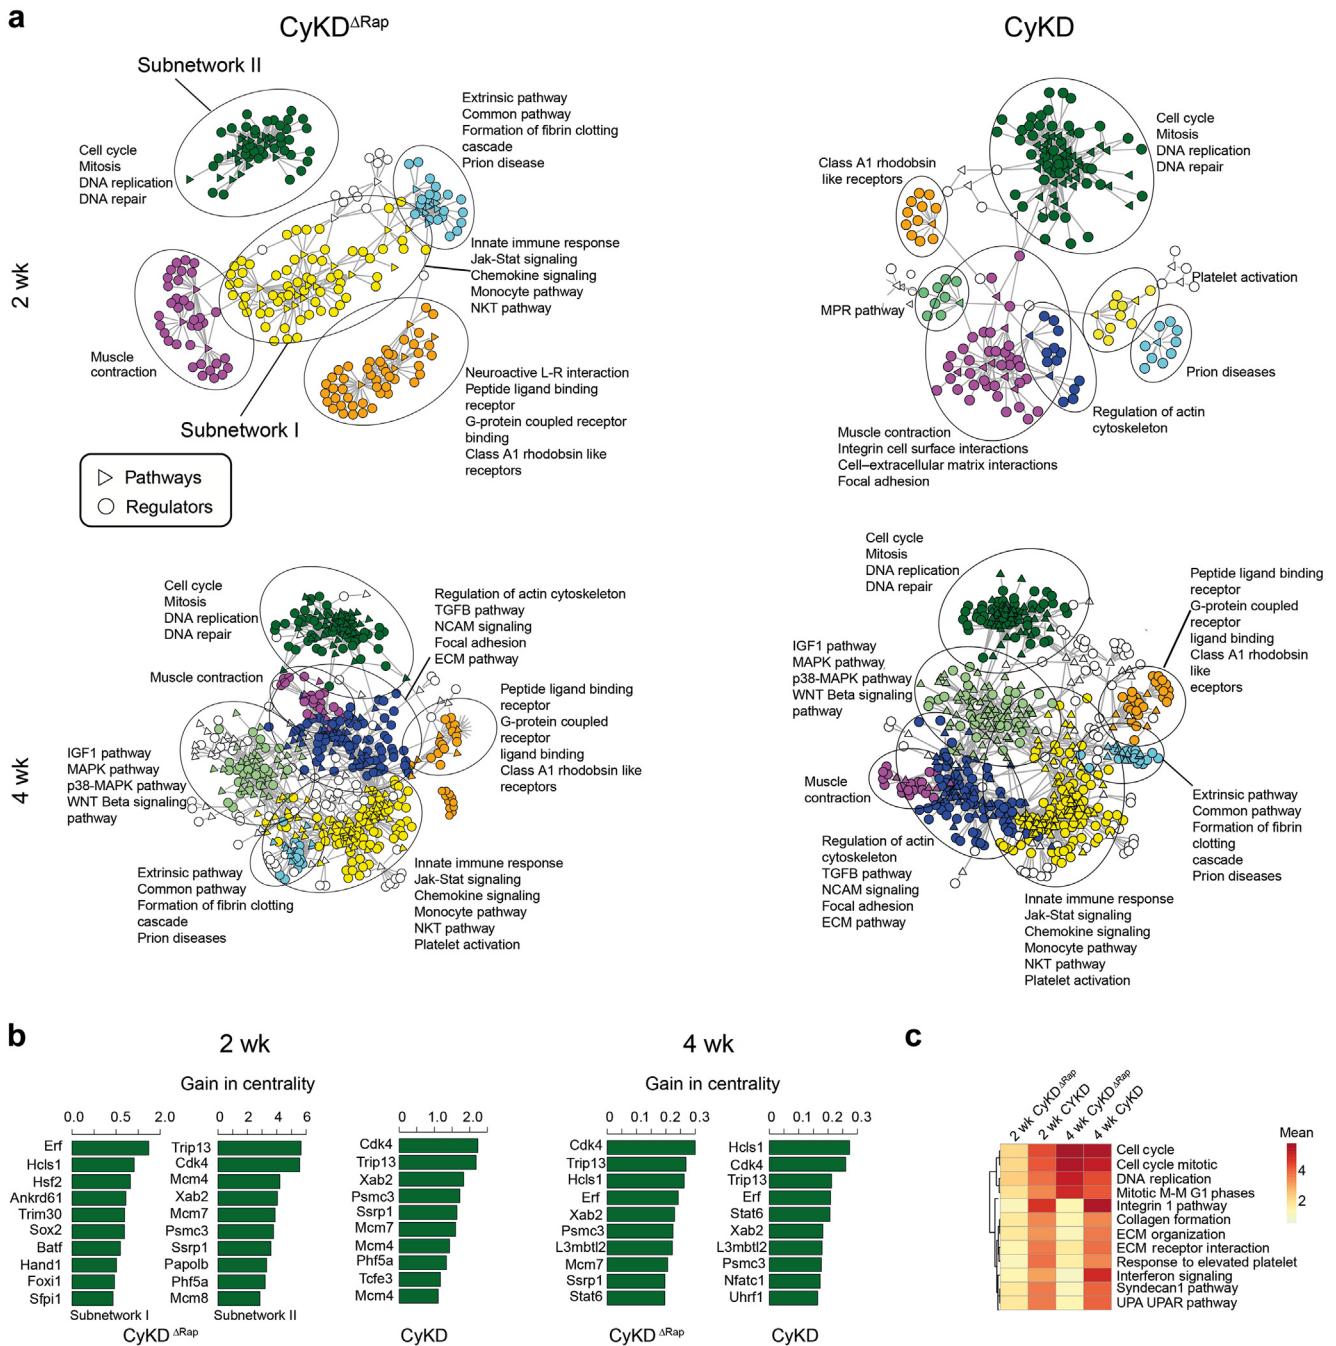 a
CyKDΔRap
CyKD
2 wk
Subnetwork II
Cell cycle
Mitosis
DNA replication
DNA repair
Extrinsic pathway
Common pathway
Formation of fibrin clotting
cascade
Prion disease
Innate immune response
Jak-Stat signaling
Chemokine signaling
Monocyte pathway
NKT pathway
Muscle
contraction
Neuroactive L-R interaction
Peptide ligand binding
receptor
G-protein coupled receptor
binding
Class A1 rhodobsin like
receptors
Subnetwork I
Pathways
Regulators
Cell cycle
Mitosis
DNA replication
DNA repair
Class A1 rhodobsin
like receptors
MPR pathway
Platelet activation
Prion diseases
Regulation of actin
cytoskeleton
Muscle contraction
Integrin cell surface interactions
Cell–extracellular matrix interactions
Focal adhesion
4 wk
Cell cycle
Mitosis
DNA replication
DNA repair
Regulation of actin cytoskeleton
TGFB pathway
NCAM signaling
Focal adhesion
ECM pathway
Muscle contraction
Peptide ligand binding
receptor
G-protein coupled
receptor
ligand binding
Class A1 rhodobsin like
receptors
IGF1 pathway
MAPK pathway
p38-MAPK pathway
WNT Beta signaling
pathway
Extrinsic pathway
Common pathway
Formation of fibrin clotting
cascade
Prion diseases
Innate immune response
Jak-Stat signaling
Chemokine signaling
Monocyte pathway
NKT pathway
Platelet activation
Cell cycle
Mitosis
DNA replication
DNA repair
Peptide ligand binding
receptor
G-protein coupled
receptor
ligand binding
Class A1 rhodobsin
like
eceptors
IGF1 pathway
MAPK pathway
p38-MAPK pathway
WNT Beta signaling
pathway
Muscle
contraction
Extrinsic pathway
Common pathway
Formation of fibrin
clotting
cascade
Prion diseases
Regulation of actin
cytoskeleton
TGFB pathway
NCAM signaling
Focal adhesion
ECM pathway
Innate immune response
Jak-Stat signaling
Chemokine signaling
Monocyte pathway
NKT pathway
Platelet activation
b
2 wk
Gain in centrality
0.0 0.5 2.0
Erf
Hcls1
Hsf2
Ankrd61
Trim30
Sox2
Batf
Hand1
Foxi1
Sfpi1
Subnetwork I
0 2 4 6
Trip13
Cdk4
Mcm4
Xab2
Mcm7
Psmc3
Ssrp1
Papolb
Phf5a
Mcm8
Subnetwork II
CyKD ΔRap
0 1.0 2.0
Cdk4
Trip13
Xab2
Psmc3
Ssrp1
Mcm7
Mcm4
Phf5a
Tcfe3
Mcm4
CyKD
4 wk
Gain in centrality
0 0.1 0.2 0.3
Cdk4
Trip13
Hcls1
Erf
Xab2
Psmc3
L3mbtl2
Mcm7
Ssrp1
Stat6
CyKD ΔRap
0 0.1 0.2 0.3
Hcls1
Cdk4
Trip13
Erf
Stat6
Xab2
L3mbtl2
Psmc3
Nfatc1
Uhrf1
CyKD
c
2 wk CyKDΔRap
2 wk CYKD
4 wk CyKDΔRap
4 wk CyKD
Cell cycle
Cell cycle mitotic
DNA replication
Mitotic M-M G1 phases
Integrin 1 pathway
Collagen formation
ECM organization
ECM receptor interaction
Response to elevated platelet
Interferon signaling
Syndecan1 pathway
UPA UPAR pathway
Mean
4
2